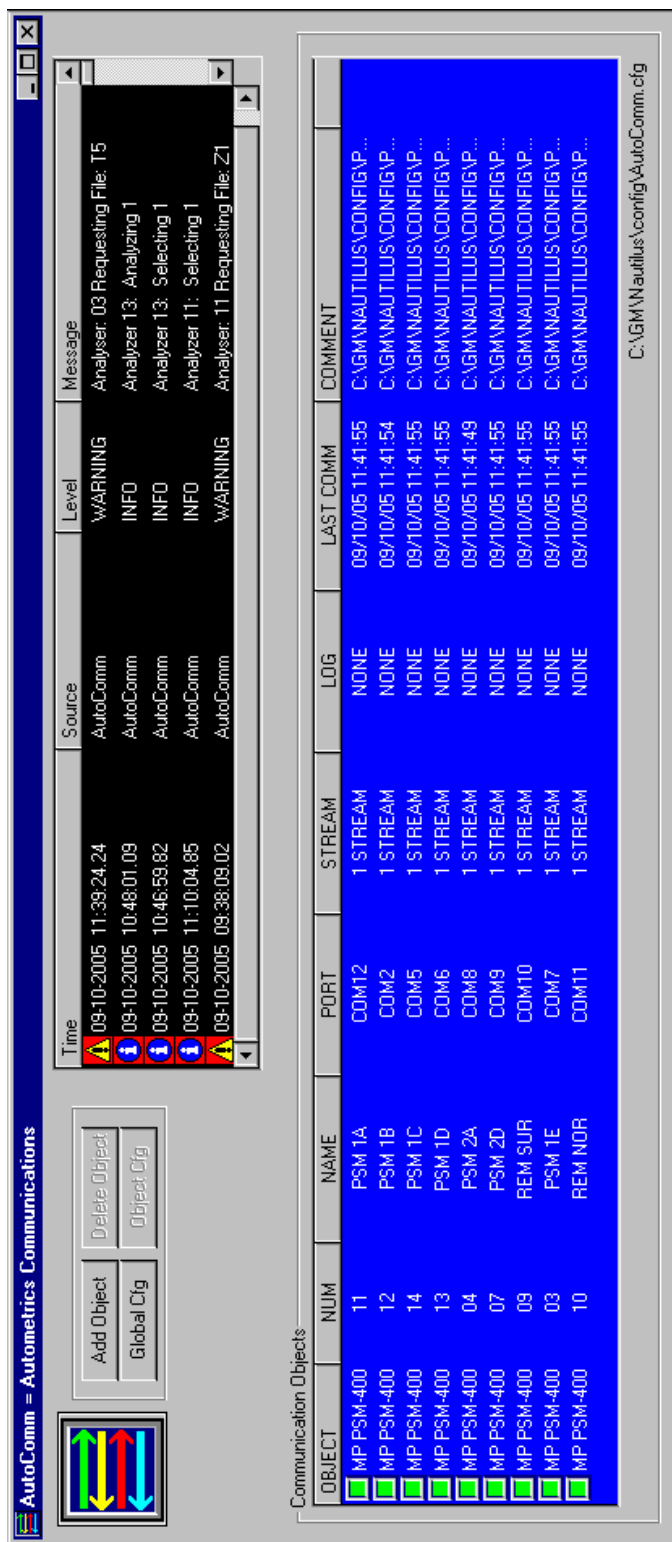 AutoComm = Autometrics Communications
Add Object Delete Object
Global Cfg Object Cfg
Time Source Level Message
09-10-2005 11:39:24.24 AutoComm WARNING Analyser: 03 Requesting File: T5
09-10-2005 10:48:01.09 AutoComm INFO Analyzer 13: Analyzing 1
09-10-2005 10:46:59.82 AutoComm INFO Analyzer 13: Selecting 1
09-10-2005 11:10:04.85 AutoComm INFO Analyzer 11: Selecting 1
09-10-2005 09:38:09.02 AutoComm WARNING Analyser: 11 Requesting File: Z1
Communication Objects
OBJECT NUM NAME PORT STREAM LOG LAST COMM COMMENT
MP PSM-400 11 PSM 1A COM12 1 STREAM NONE 09/10/05 11:41:55 C:\GM\NAUTILUS\CONFIG\P...
MP PSM-400 12 PSM 1B COM2 1 STREAM NONE 09/10/05 11:41:54 C:\GM\NAUTILUS\CONFIG\P...
MP PSM-400 14 PSM 1C COM5 1 STREAM NONE 09/10/05 11:41:55 C:\GM\NAUTILUS\CONFIG\P...
MP PSM-400 13 PSM 1D COM6 1 STREAM NONE 09/10/05 11:41:49 C:\GM\NAUTILUS\CONFIG\P...
MP PSM-400 04 PSM 2A COM8 1 STREAM NONE 09/10/05 11:41:55 C:\GM\NAUTILUS\CONFIG\P...
MP PSM-400 07 PSM 2D COM9 1 STREAM NONE 09/10/05 11:41:55 C:\GM\NAUTILUS\CONFIG\P...
MP PSM-400 09 REM SUR COM10 1 STREAM NONE 09/10/05 11:41:55 C:\GM\NAUTILUS\CONFIG\P...
MP PSM-400 03 PSM 1E COM7 1 STREAM NONE 09/10/05 11:41:55 C:\GM\NAUTILUS\CONFIG\P...
MP PSM-400 10 REM NOR COM11 1 STREAM NONE 09/10/05 11:41:55 C:\GM\NAUTILUS\CONFIG\P...
C:\GM\Nautilus\config\AutoComm.cfg